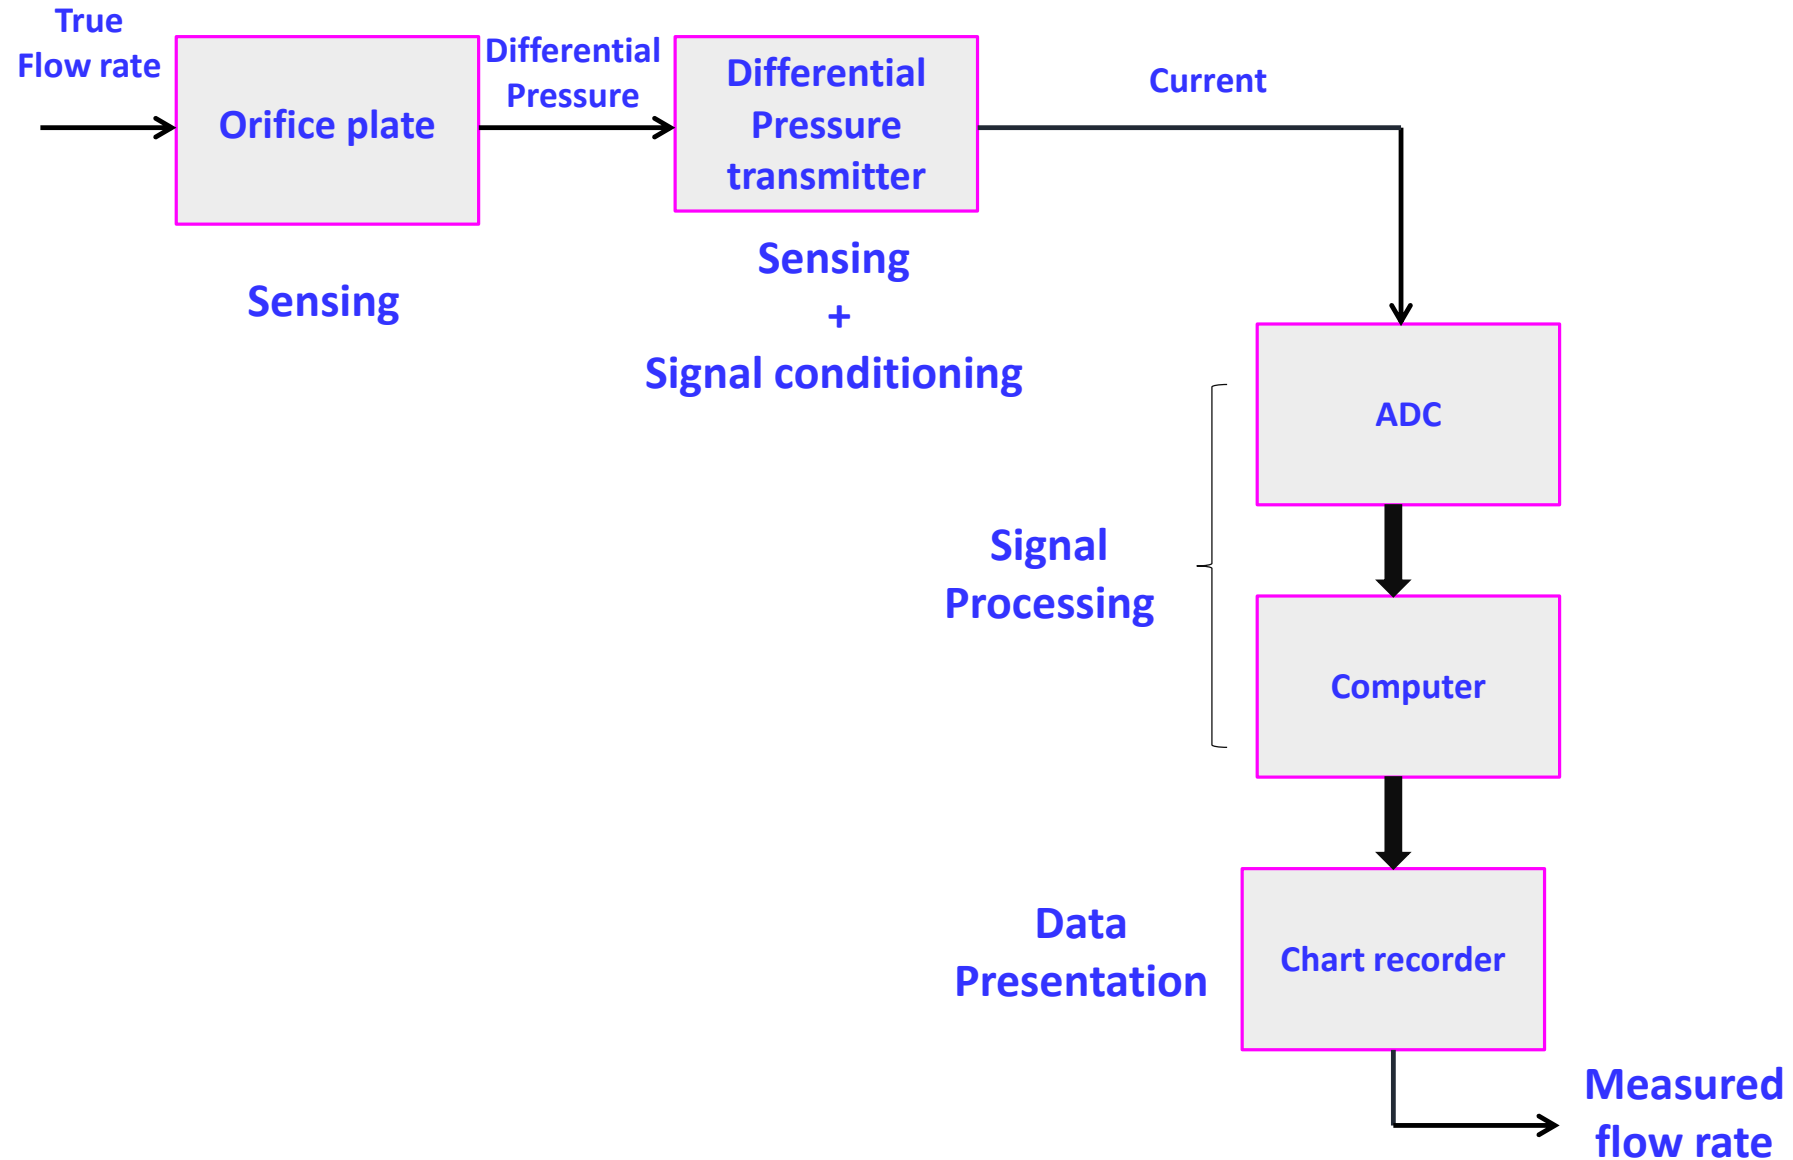 True
Flow rate
Orifice plate
Differential
Pressure
Differential
Pressure
transmitter
Current
Sensing
Sensing
+
Signal conditioning
ADC
Signal
Processing
Computer
Data
Presentation
Chart recorder
Measured
flow rate